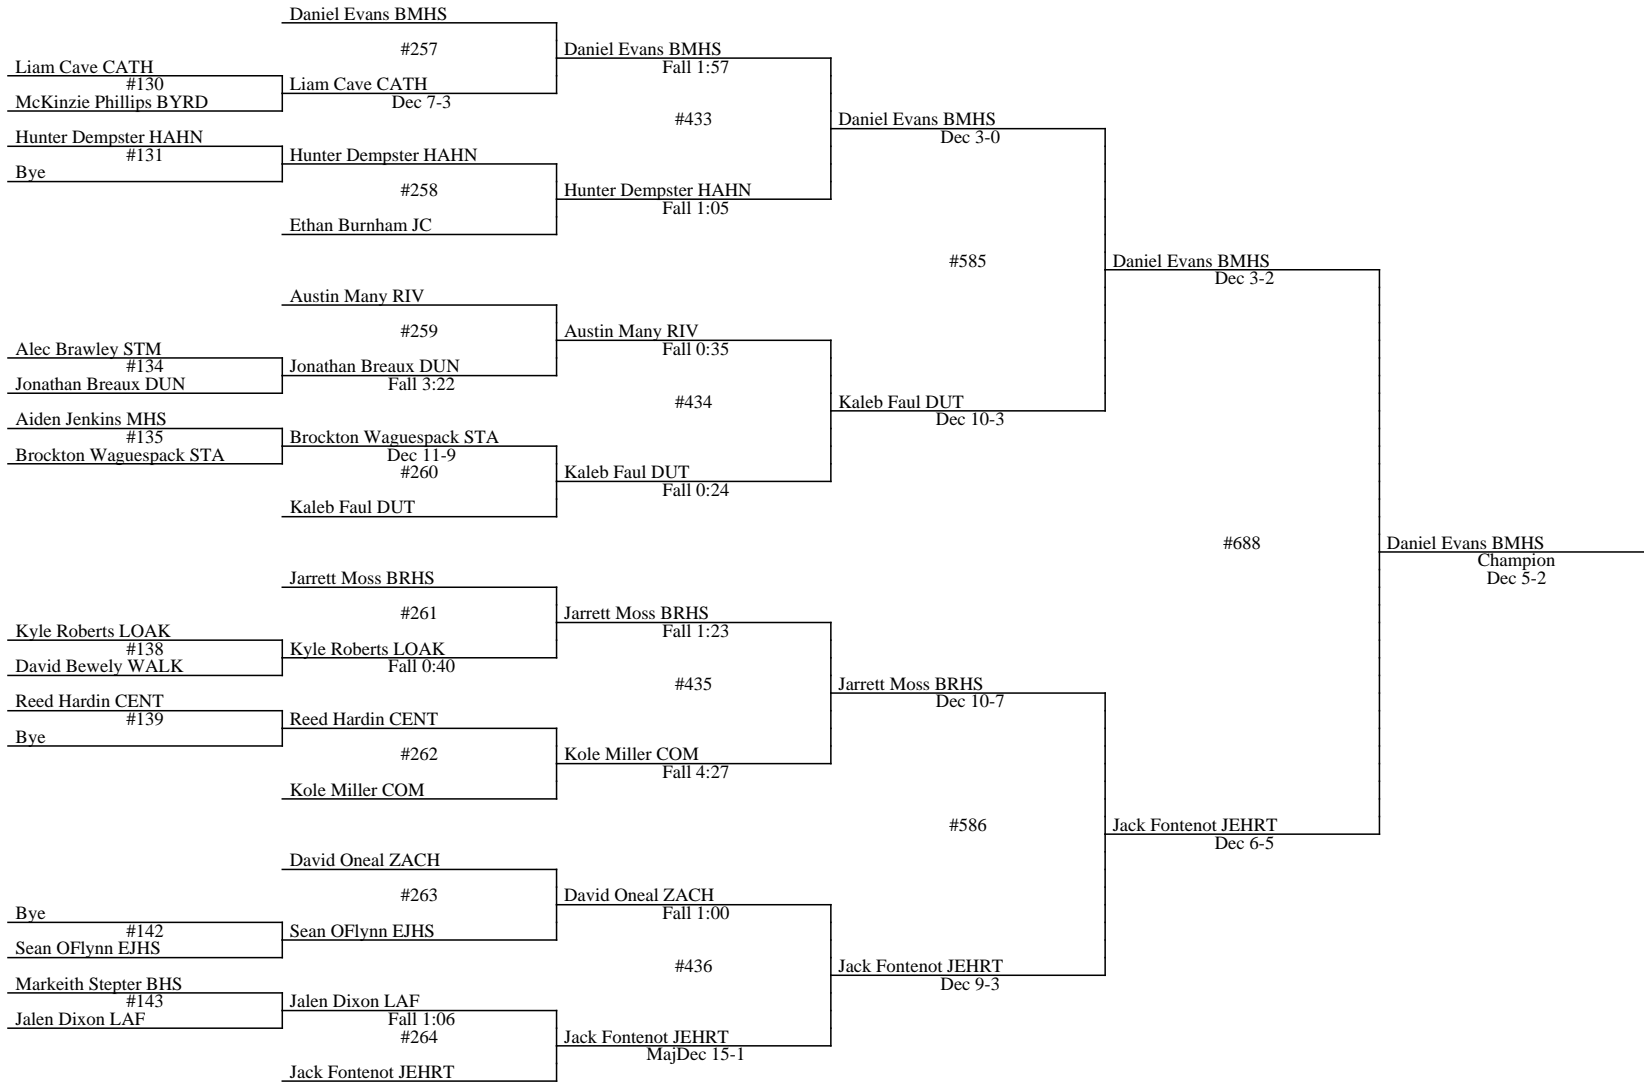 Daniel Evans BMHS
#257
Daniel Evans BMHS
Fall 1:57
Liam Cave CATH
#130
McKinzie Phillips BYRD
Liam Cave CATH
Dec 7-3
#433
Daniel Evans BMHS
Dec 3-0
Hunter Dempster HAHN
#131
Bye
Hunter Dempster HAHN
#258
Hunter Dempster HAHN
Fall 1:05
Ethan Burnham JC
#585
Daniel Evans BMHS
Dec 3-2
Austin Many RIV
#259
Austin Many RIV
Fall 0:35
Alec Brawley STM
#134
Jonathan Breaux DUN
Jonathan Breaux DUN
Fall 3:22
#434
Kaleb Faul DUT
Dec 10-3
Aiden Jenkins MHS
#135
Brockton Waguespack STA
Brockton Waguespack STA
Dec 11-9
#260
Kaleb Faul DUT
Fall 0:24
Kaleb Faul DUT
#688
Daniel Evans BMHS
Champion
Dec 5-2
Jarrett Moss BRHS
#261
Jarrett Moss BRHS
Fall 1:23
Kyle Roberts LOAK
#138
David Bewely WALK
Kyle Roberts LOAK
Fall 0:40
#435
Jarrett Moss BRHS
Dec 10-7
Reed Hardin CENT
#139
Bye
Reed Hardin CENT
#262
Kole Miller COM
Fall 4:27
Kole Miller COM
#586
Jack Fontenot JEHRT
Dec 6-5
David Oneal ZACH
#263
David Oneal ZACH
Fall 1:00
Bye
#142
Sean OFlynn EJHS
Sean OFlynn EJHS
#436
Jack Fontenot JEHRT
Dec 9-3
Markeith Stepter BHS
#143
Jalen Dixon LAF
Jalen Dixon LAF
Fall 1:06
#264
Jack Fontenot JEHRT
MajDec 15-1
Jack Fontenot JEHRT